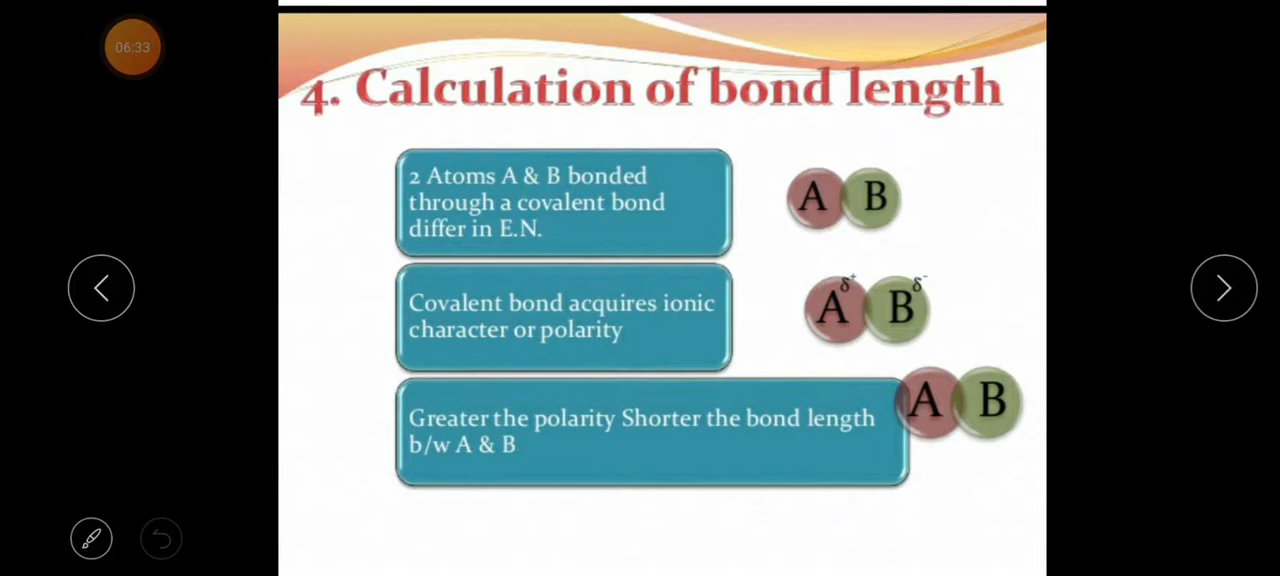 06:33
4. Calculation of bond length
2 Atoms A & B bonded
through a covalent bond
differ in E.N.
A B
Covalent bond acquires ionic
character or polarity
A δ+ B δ-
Greater the polarity Shorter the bond length
b/w A & B
A B